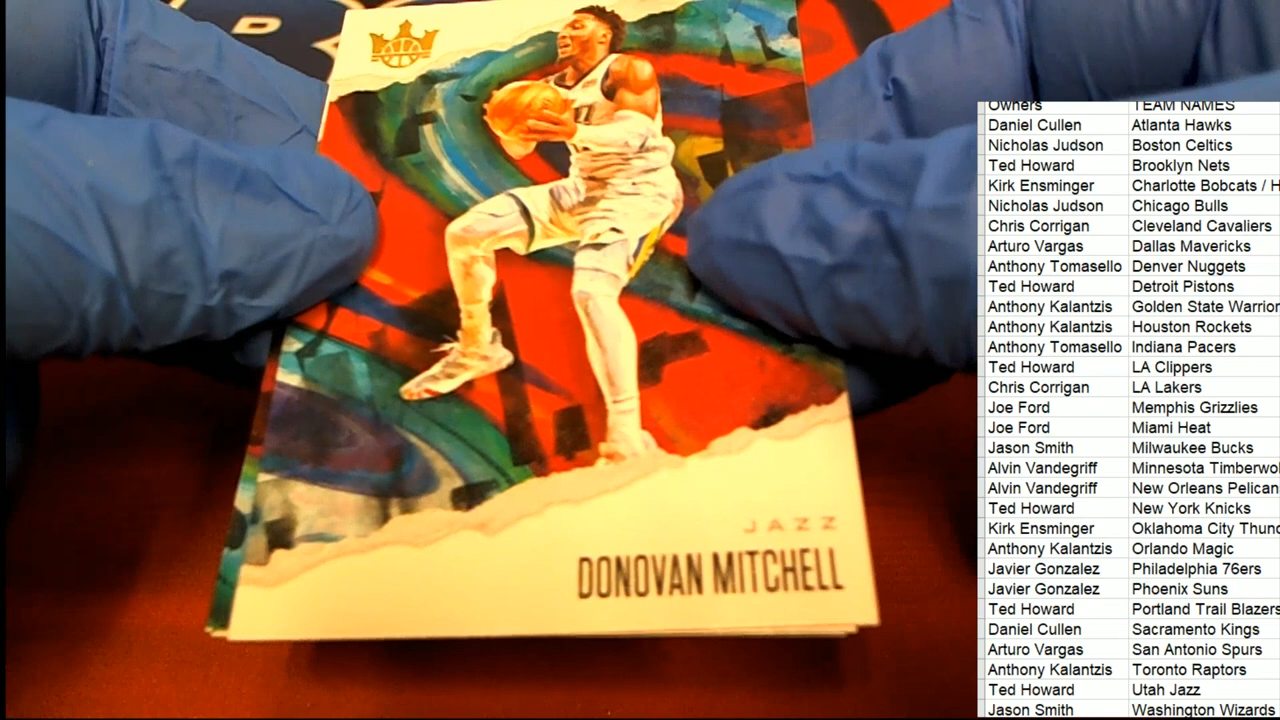 D
JAZZ
DONOVAN MITCHELL
Owners TEAM NAMES
Daniel Cullen Atlanta Hawks
Nicholas Judson Boston Celtics
Ted Howard Brooklyn Nets
Kirk Ensminger Charlotte Bobcats / H
Nicholas Judson Chicago Bulls
Chris Corrigan Cleveland Cavaliers
Arturo Vargas Dallas Mavericks
Anthony Tomasello Denver Nuggets
Ted Howard Detroit Pistons
Anthony Kalantzis Golden State Warrior
Anthony Kalantzis Houston Rockets
Anthony Tomasello Indiana Pacers
Ted Howard LA Clippers
Chris Corrigan LA Lakers
Joe Ford Memphis Grizzlies
Joe Ford Miami Heat
Jason Smith Milwaukee Bucks
Alvin Vandegriff Minnesota Timberwol
Alvin Vandegriff New Orleans Pelican
Ted Howard New York Knicks
Kirk Ensminger Oklahoma City Thund
Anthony Kalantzis Orlando Magic
Javier Gonzalez Philadelphia 76ers
Javier Gonzalez Phoenix Suns
Ted Howard Portland Trail Blazers
Daniel Cullen Sacramento Kings
Arturo Vargas San Antonio Spurs
Anthony Kalantzis Toronto Raptors
Ted Howard Utah Jazz
Jason Smith Washington Wizards